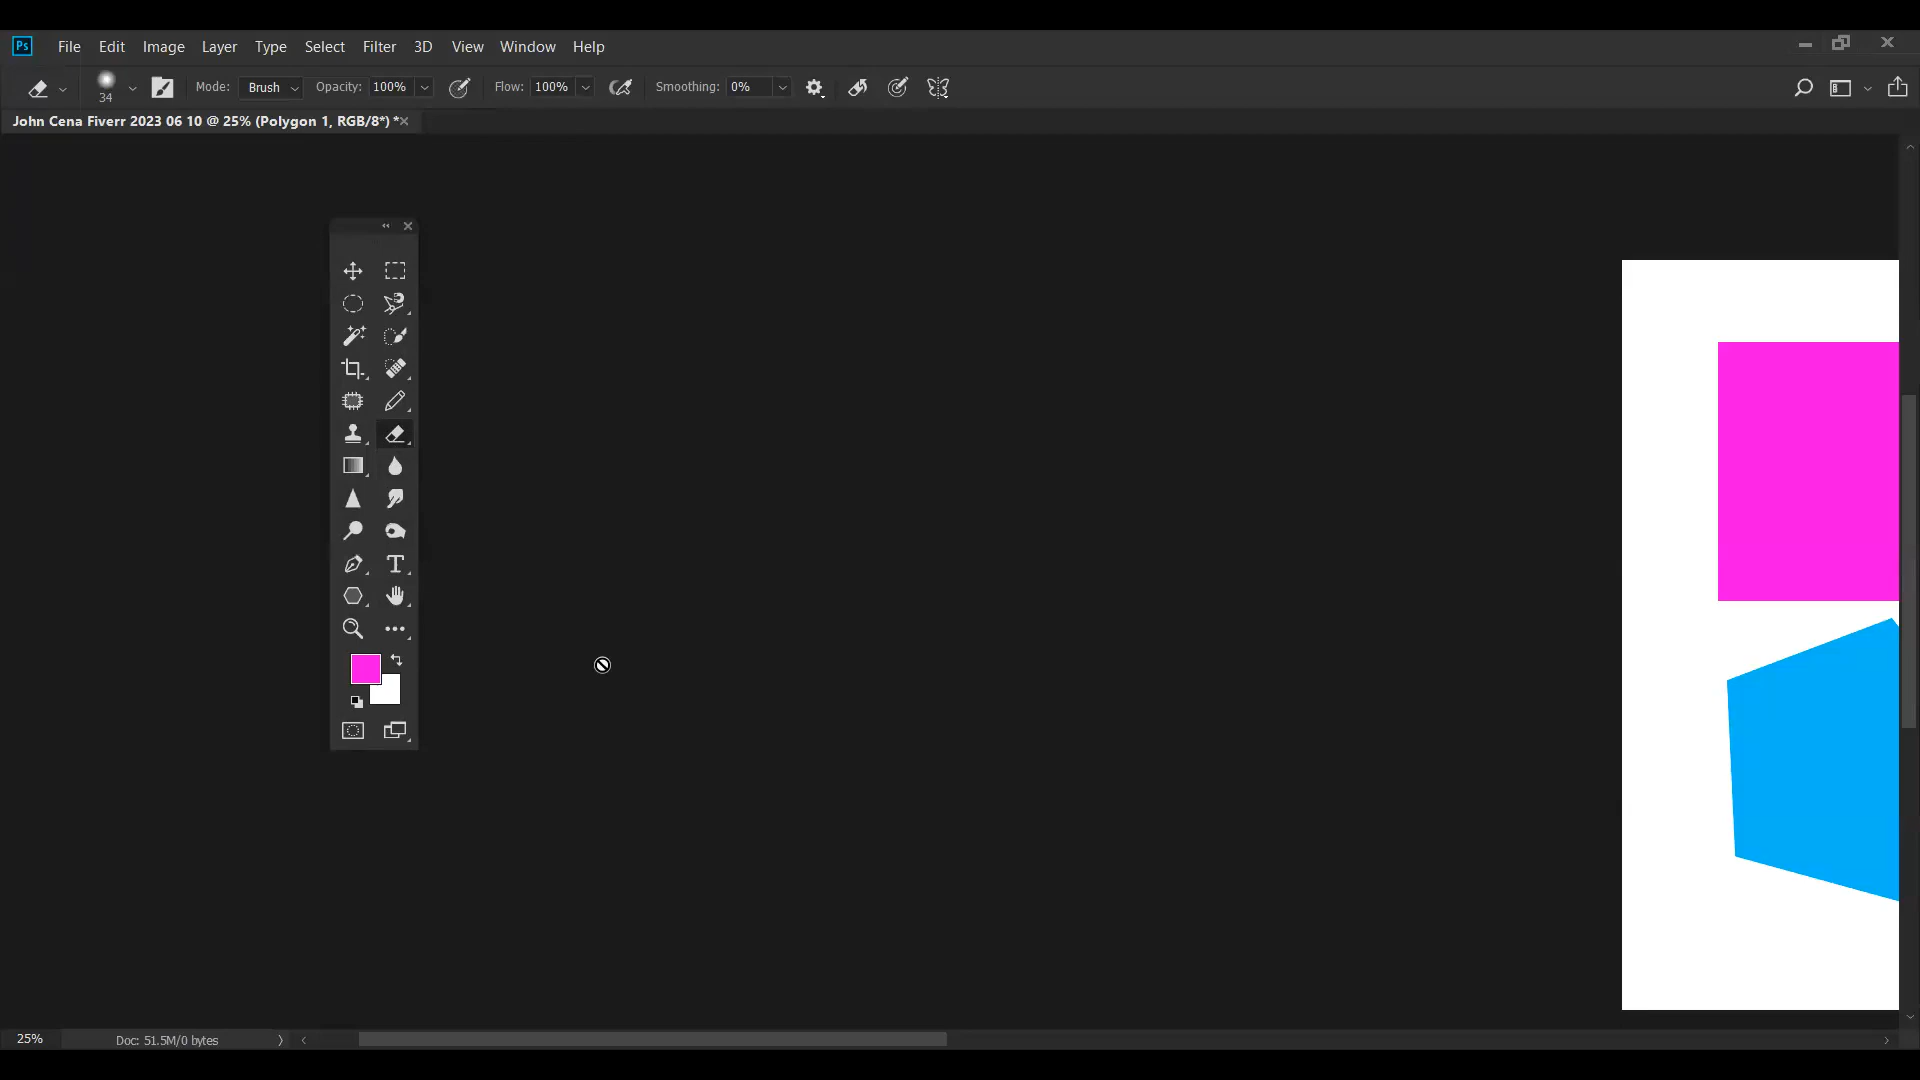 Ps File Edit Image Layer Type Select Filter 3D View Window Help
34 Mode: Brush Opacity: 100% Flow: 100% Smoothing: 0%
John Cena Fiverr 2023 06 10 @ 25% (Polygon 1, RGB/8*) *
T
25% Doc: 51.5M/0 bytes